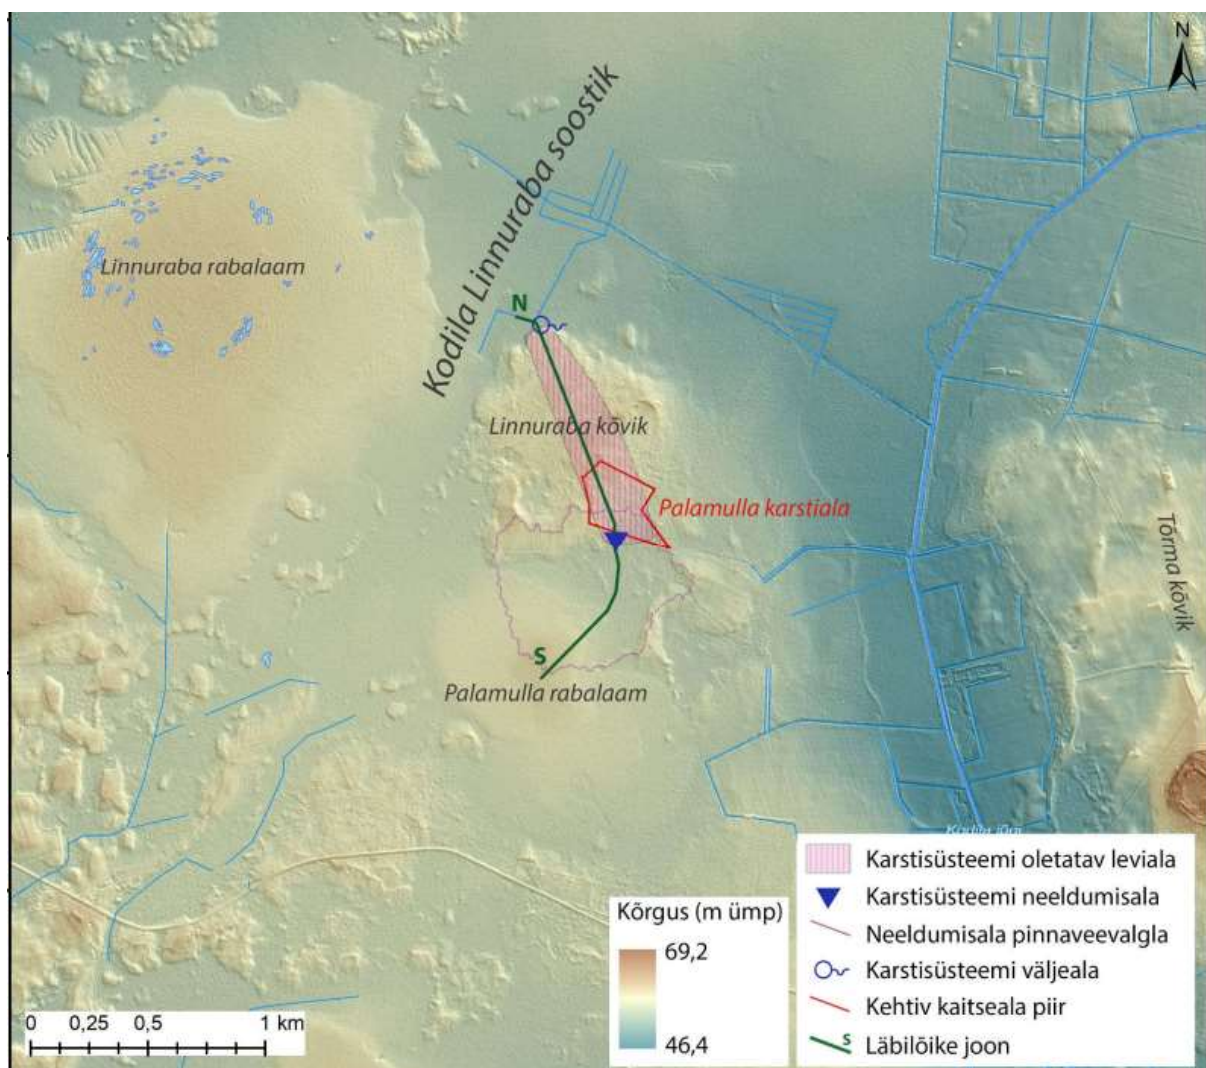 N
Kodila Linnuraba soostik
Linnuraba rabalaam
N
Linnuraba kõvik
Palamulla karstiala
Tõrma kõvik
S
Palamulla rabalaam
Kodila jõgi
Karstisüsteemi oletatav leviala
Karstisüsteemi neeldumisala
Neeldumisala pinnaveevalgla
Karstisüsteemi väljeala
Kehtiv kaitseala piir
S
Läbilõike joon
Kõrgus (m ümp)
69,2
46,4
0 0,25 0,5 1 km